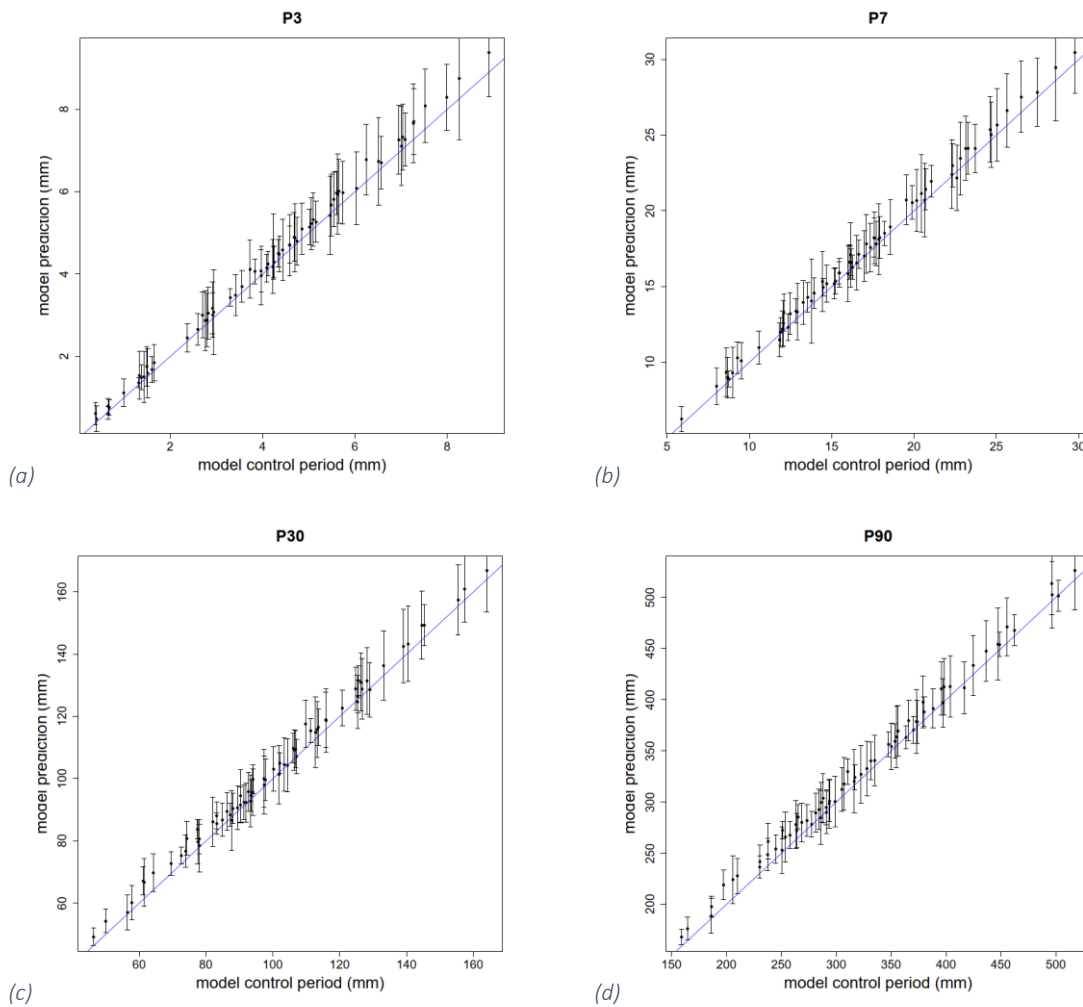 P3
model prediction (mm)
8
6
4
2
2 4 6 8
model control period (mm)
(a)
P7
model prediction (mm)
30
25
20
15
10
5 10 15 20 25 30
model control period (mm)
(b)
P30
model prediction (mm)
160
140
120
100
80
60
60 80 100 120 140 160
model control period (mm)
(c)
P90
model prediction (mm)
500
450
400
350
300
250
200
150 200 250 300 350 400 450 500
model control period (mm)
(d)